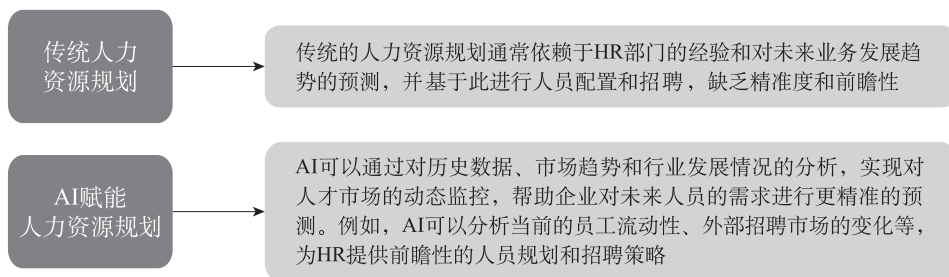 传统人力
资源规划
传统的人力资源规划通常依赖于HR部门的经验和对未来业务发展趋
势的预测，并基于此进行人员配置和招聘，缺乏精准度和前瞻性
AI赋能
人力资源规划
AI可以通过对历史数据、市场趋势和行业发展情况的分析，实现对
人才市场的动态监控，帮助企业对未来人员的需求进行更精准的预
测。例如，AI可以分析当前的员工流动性、外部招聘市场的变化等，
为HR提供前瞻性的人员规划和招聘策略